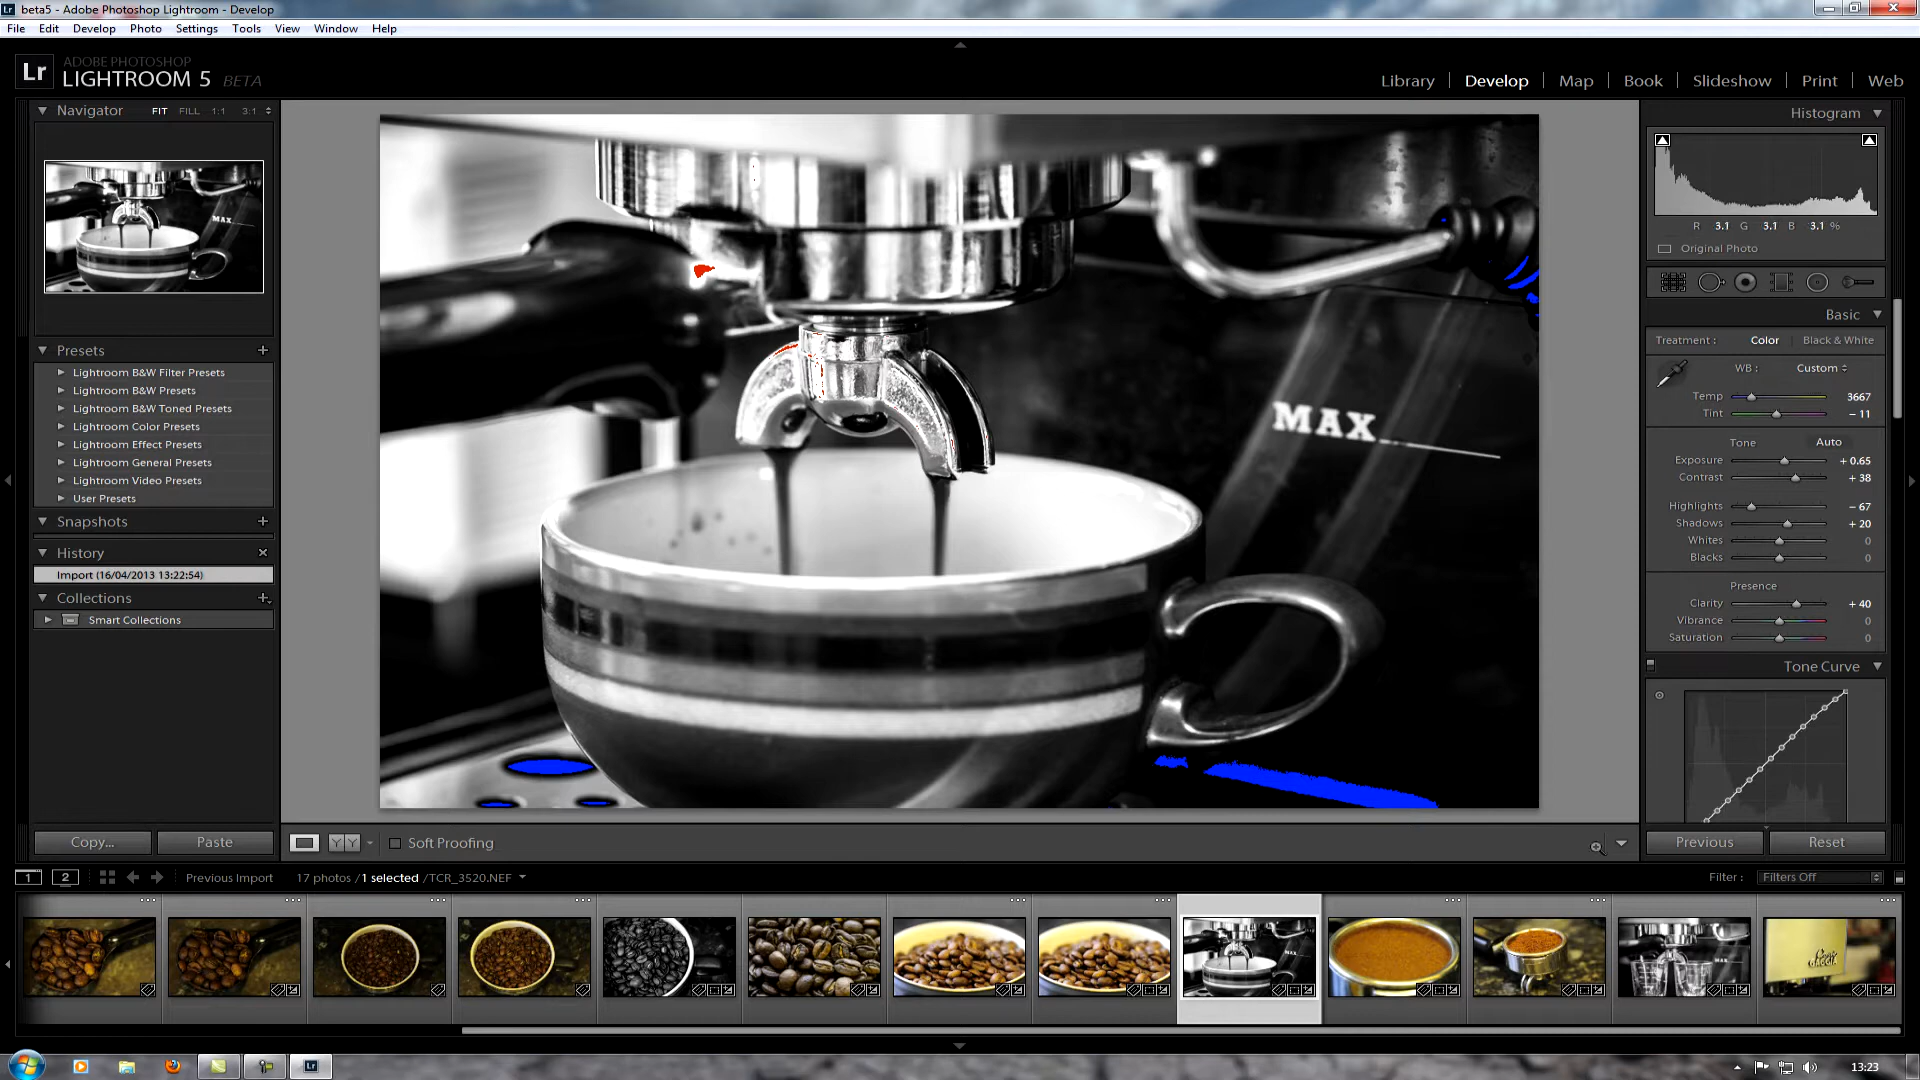 beta5 - Adobe Photoshop Lightroom - Develop
File Edit Develop Photo Settings Tools View Window Help
Lr ADOBE PHOTOSHOP
LIGHTROOM 5 BETA
Library Develop Map Book Slideshow Print Web
Navigator FIT FILL 1:1 3:1
MAX
Presets
Lightroom B&W Filter Presets
Lightroom B&W Presets
Lightroom B&W Toned Presets
Lightroom Color Presets
Lightroom Effect Presets
Lightroom General Presets
Lightroom Video Presets
User Presets
Snapshots
History
Import (16/04/2013 13:22:54)
Collections
Smart Collections
Copy... Paste
MAX
Histogram
R 3.1 G 3.1 B 3.1 %
Original Photo
Basic
Treatment : Color Black & White
WB : Custom
Temp 3667
Tint – 11
Tone Auto
Exposure + 0.65
Contrast + 38
Highlights – 67
Shadows + 20
Whites 0
Blacks 0
Presence
Clarity + 40
Vibrance 0
Saturation 0
Tone Curve
Previous Reset
YY Soft Proofing
1 2 Previous Import 17 photos / 1 selected / TCR_3520.NEF
Filter : Filters Off
MAX
MAX
GAGGIA
Lr
13:23